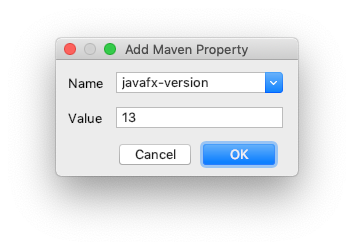 Add Maven Property
Name javafx-version
Value 13
Cancel OK